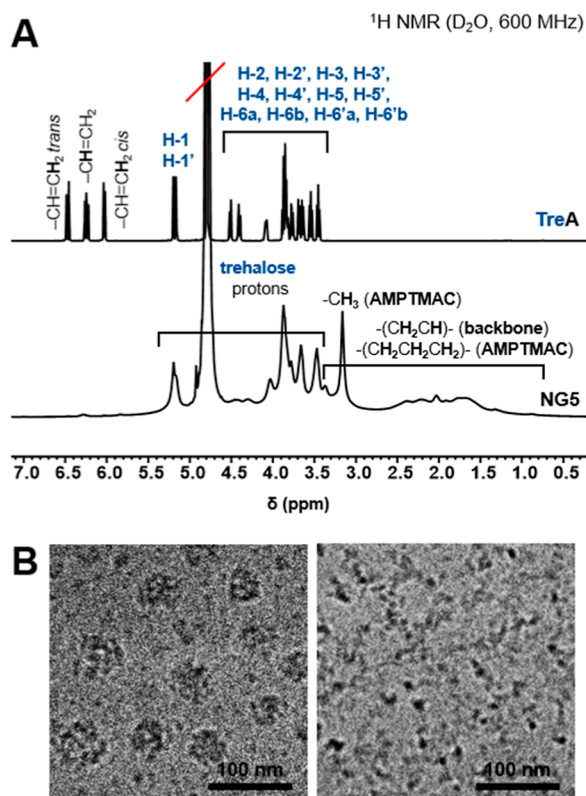 A
¹H NMR (D₂O, 600 MHz)
–CH=CH₂ trans
–CH=CH₂
–CH=CH₂ cis
H-1
H-1'
H-2, H-2', H-3, H-3',
H-4, H-4', H-5, H-5',
H-6a, H-6b, H-6'a, H-6'b
TreA
trehalose
protons
-CH₃ (AMPTMAC)
-(CH₂CH)- (backbone)
-(CH₂CH₂CH₂)- (AMPTMAC)
NG5
7.0 6.5 6.0 5.5 5.0 4.5 4.0 3.5 3.0 2.5 2.0 1.5 1.0 0.5
δ (ppm)
B
100 nm
100 nm